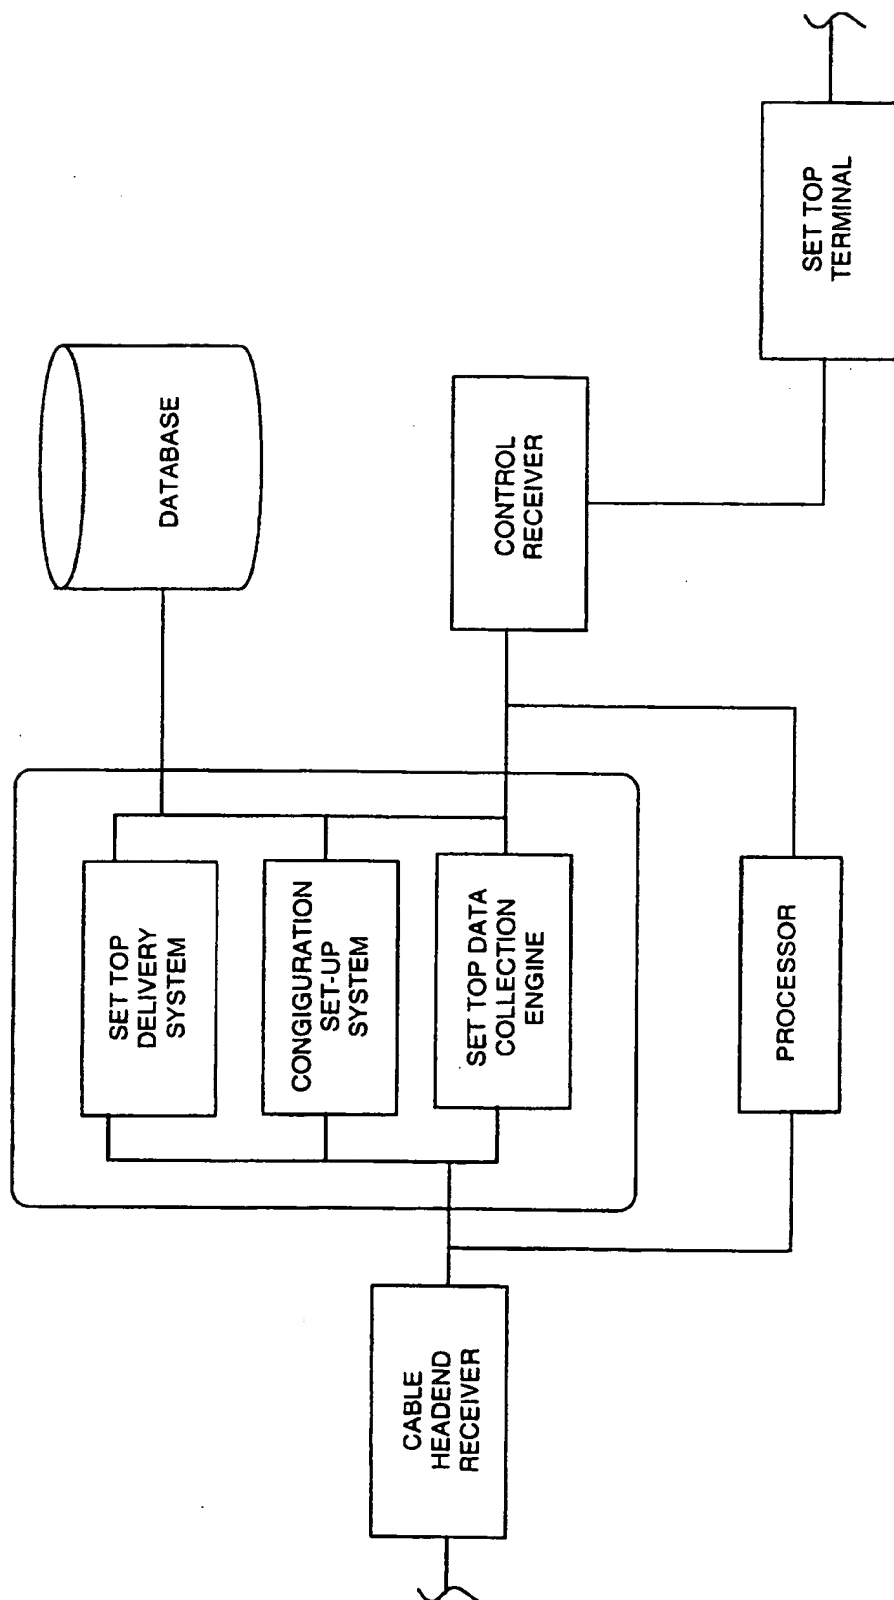 SET TOP
DELIVERY
SYSTEM
CONGIGURATION
SET-UP
SYSTEM
SET TOP DATA
COLLECTION
ENGINE
DATABASE
CABLE
HEADEND
RECEIVER
CONTROL
RECEIVER
PROCESSOR
SET TOP
TERMINAL